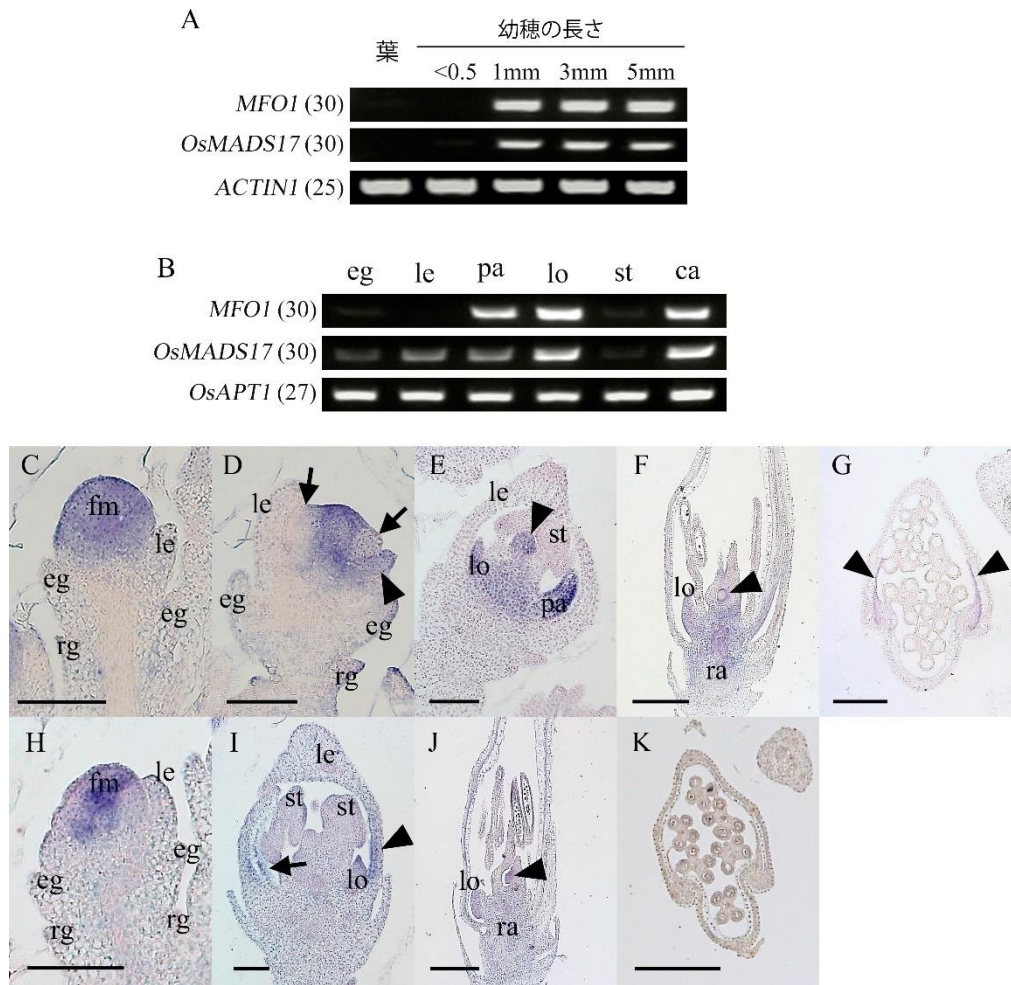 A
葉
幼穂の長さ
<0.5 1mm 3mm 5mm
MFO1 (30)
OsMADS17 (30)
ACTIN1 (25)
B
eg le pa lo st ca
MFO1 (30)
OsMADS17 (30)
OsAPT1 (27)
C
fm
le
eg
eg
rg
D
le
eg
eg
rg
E
le
st
lo
pa
F
lo
ra
G
H
fm
le
eg
eg
rg
rg
I
le
st
st
lo
J
lo
ra
K